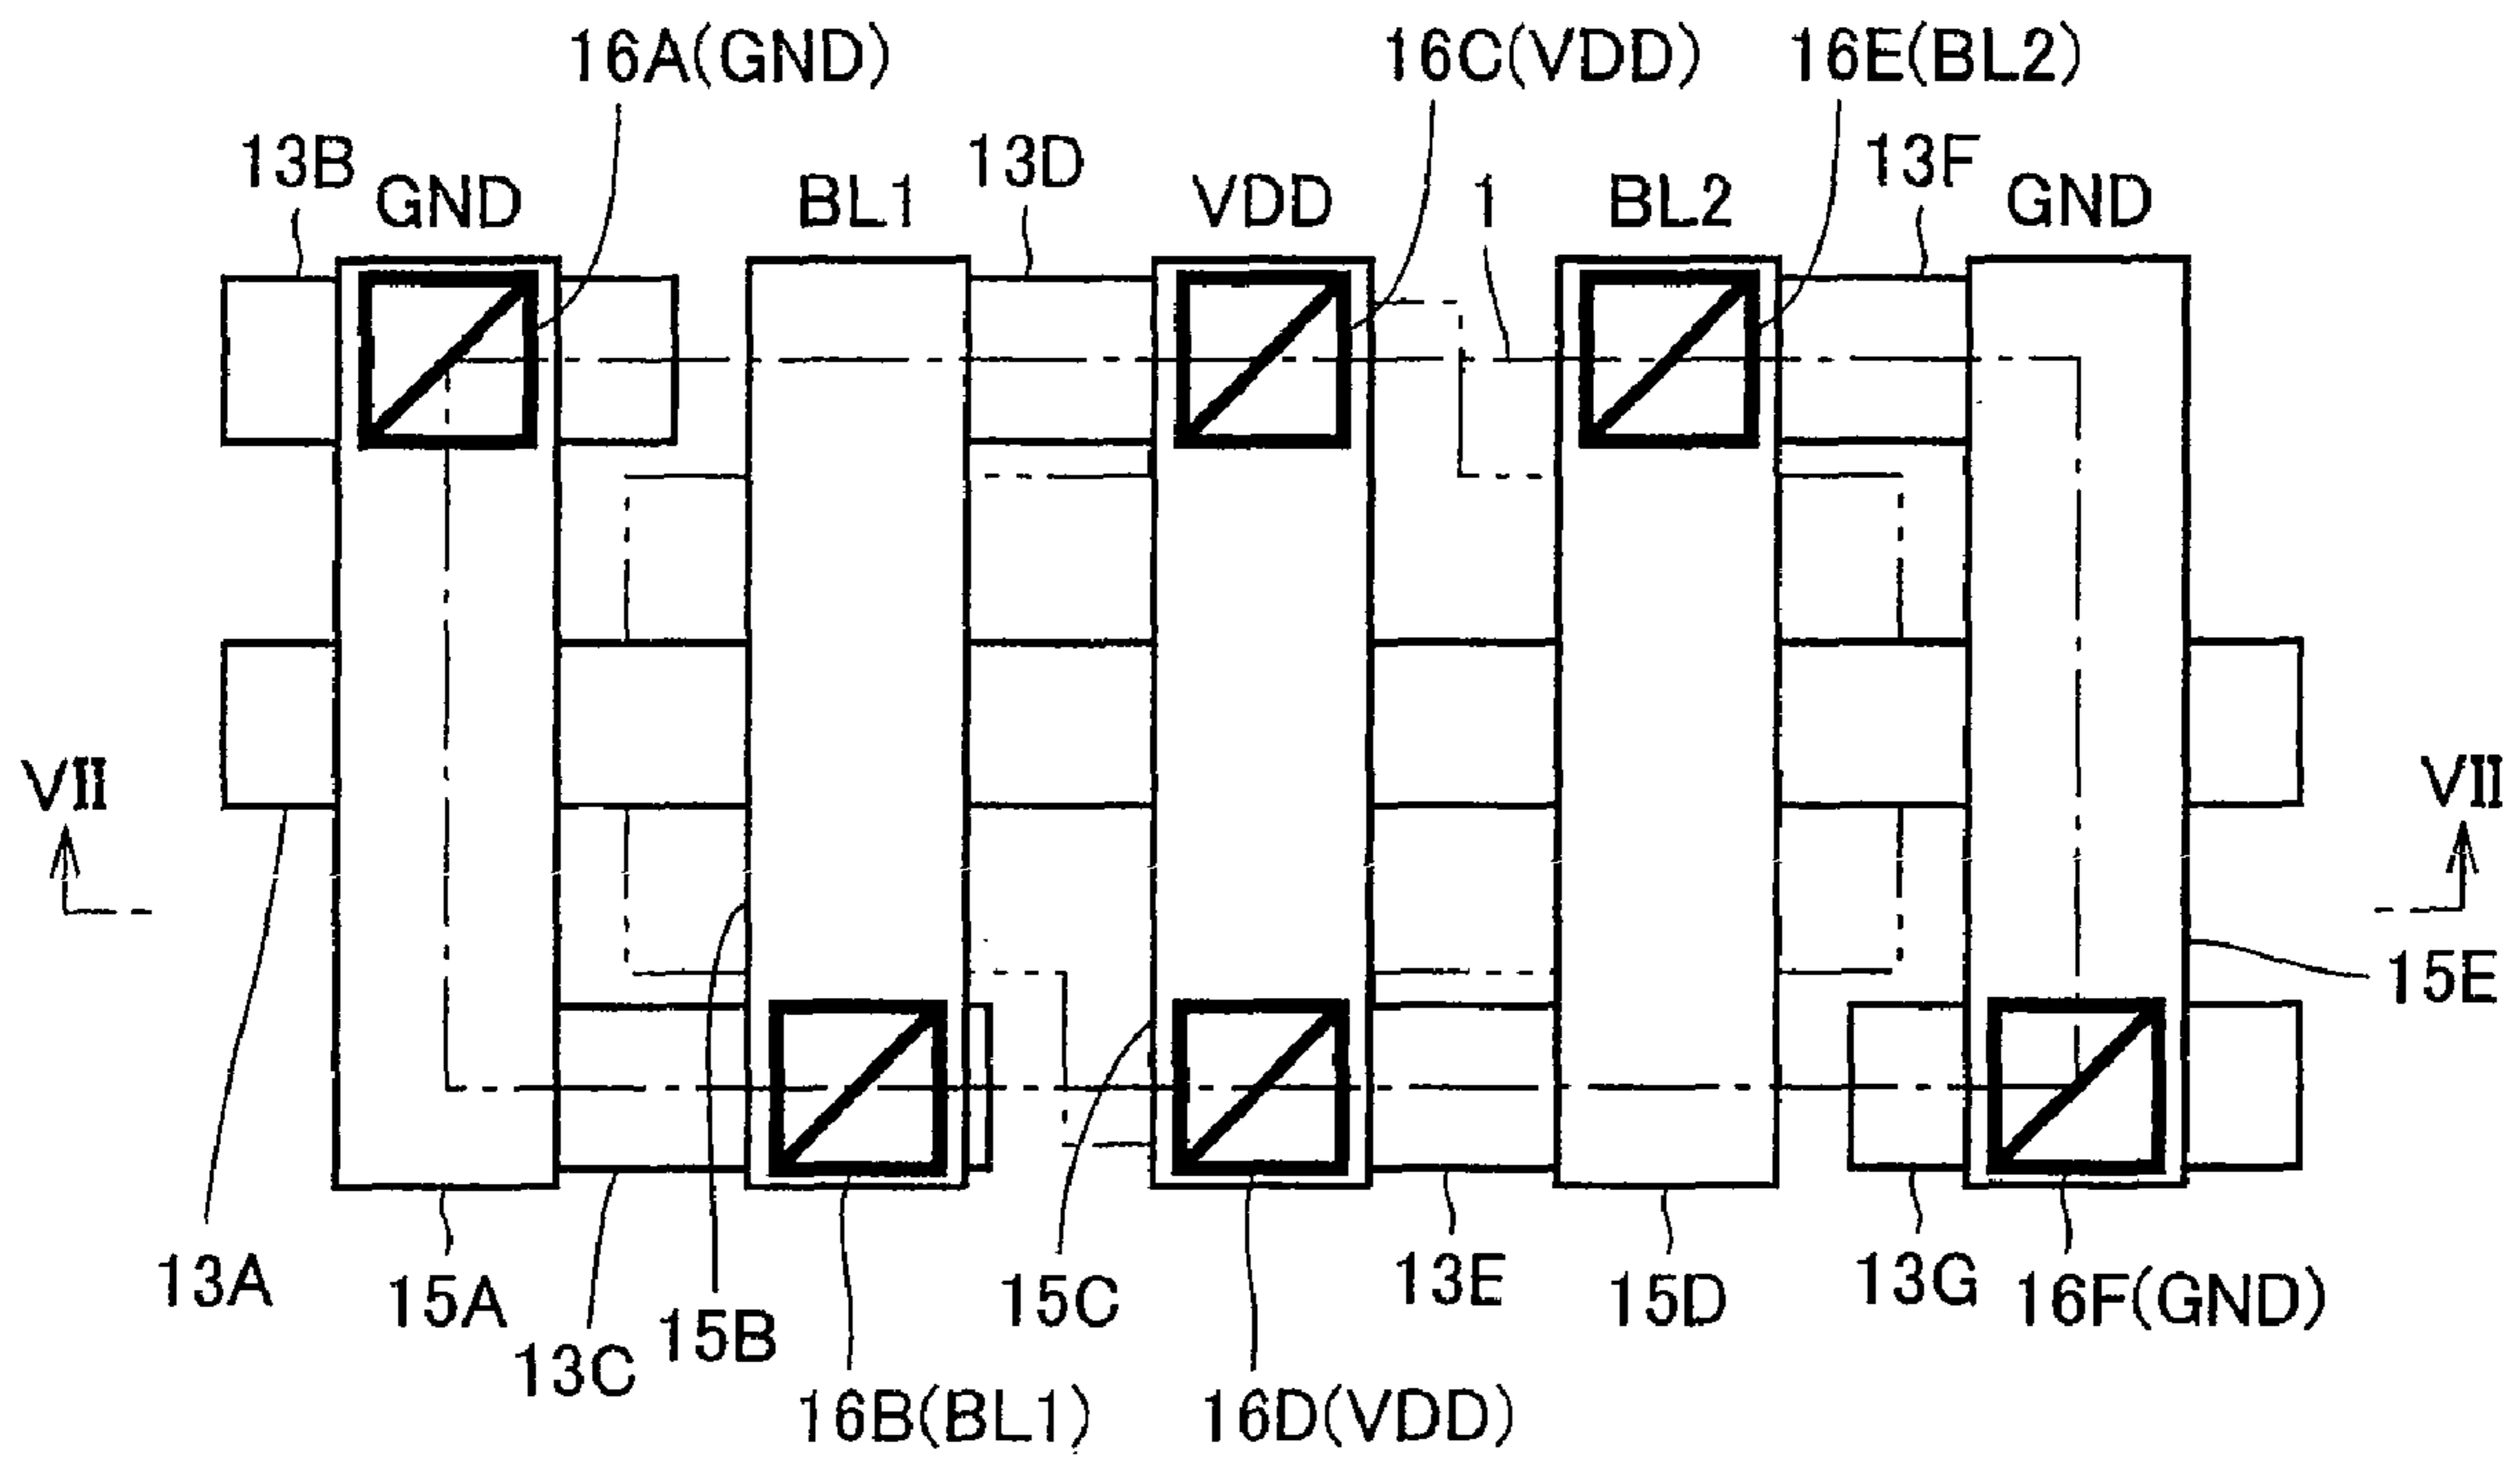 16A(GND) 16C(VDD) 16E(BL2)
13B 13D 13F
GND BL1 VDD 1 BL2 GND
VII VII
15E
13A 15A 15C 13E 15D 13G 16F(GND)
13C 15B
16B(BL1) 16D(VDD)